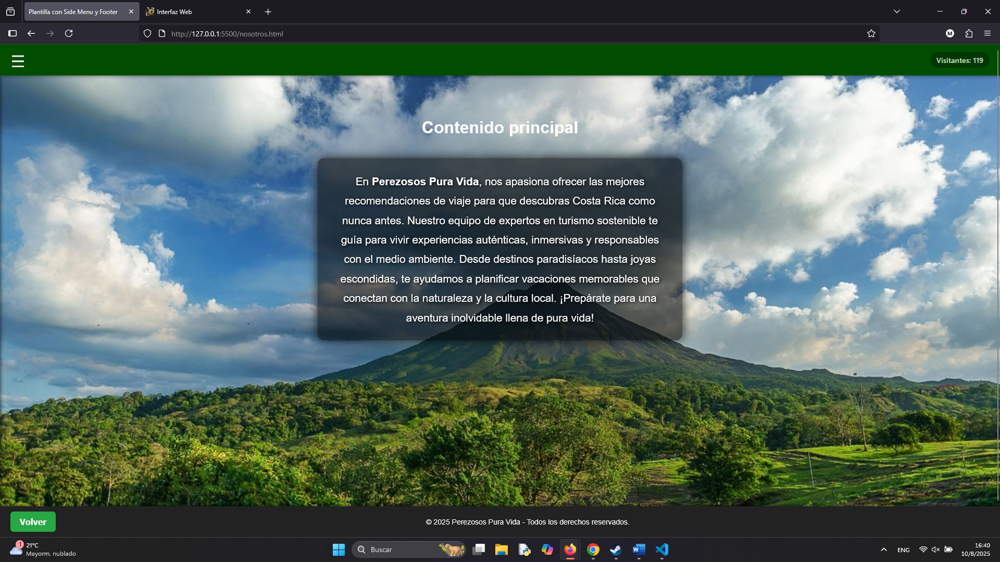 Plantilla con Side Menu y Footer
Interfaz Web
http://127.0.0.1:5500/nosotros.html
M
Visitantes: 119
Contenido principal
En Perezosos Pura Vida, nos apasiona ofrecer las mejores
recomendaciones de viaje para que descubras Costa Rica como
nunca antes. Nuestro equipo de expertos en turismo sostenible te
guía para vivir experiencias auténticas, inmersivas y responsables
con el medio ambiente. Desde destinos paradisíacos hasta joyas
escondidas, te ayudamos a planificar vacaciones memorables que
conectan con la naturaleza y la cultura local. ¡Prepárate para una
aventura inolvidable llena de pura vida!
Volver
© 2025 Perezosos Pura Vida - Todos los derechos reservados.
1
21°C
Mayorm. nublado
Buscar
ENG
16:40
10/8/2025